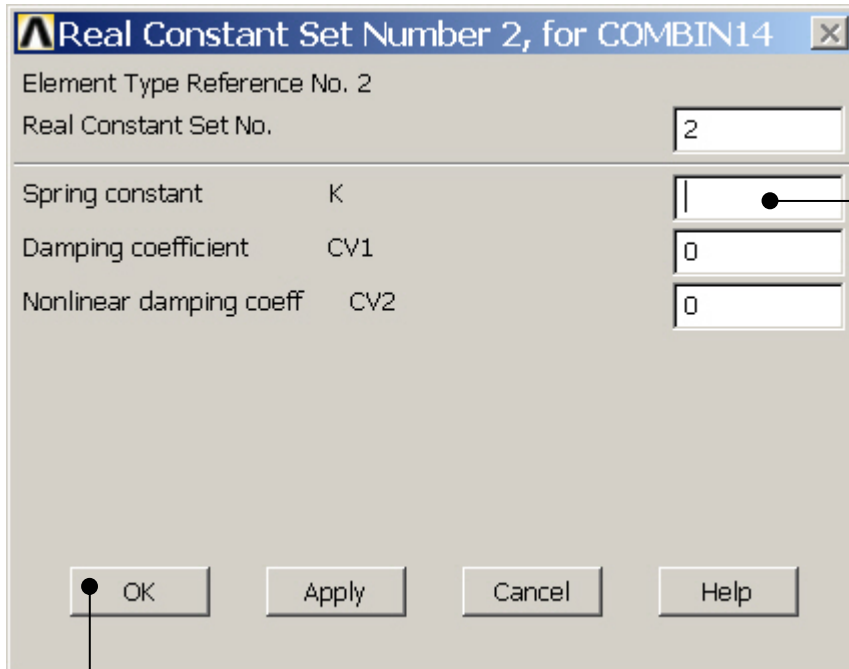 Real Constant Set Number 2, for COMBIN14
Element Type Reference No. 2
Real Constant Set No. 2
Spring constant K
Damping coefficient CV1 0
Nonlinear damping coeff CV2 0
OK Apply Cancel Help